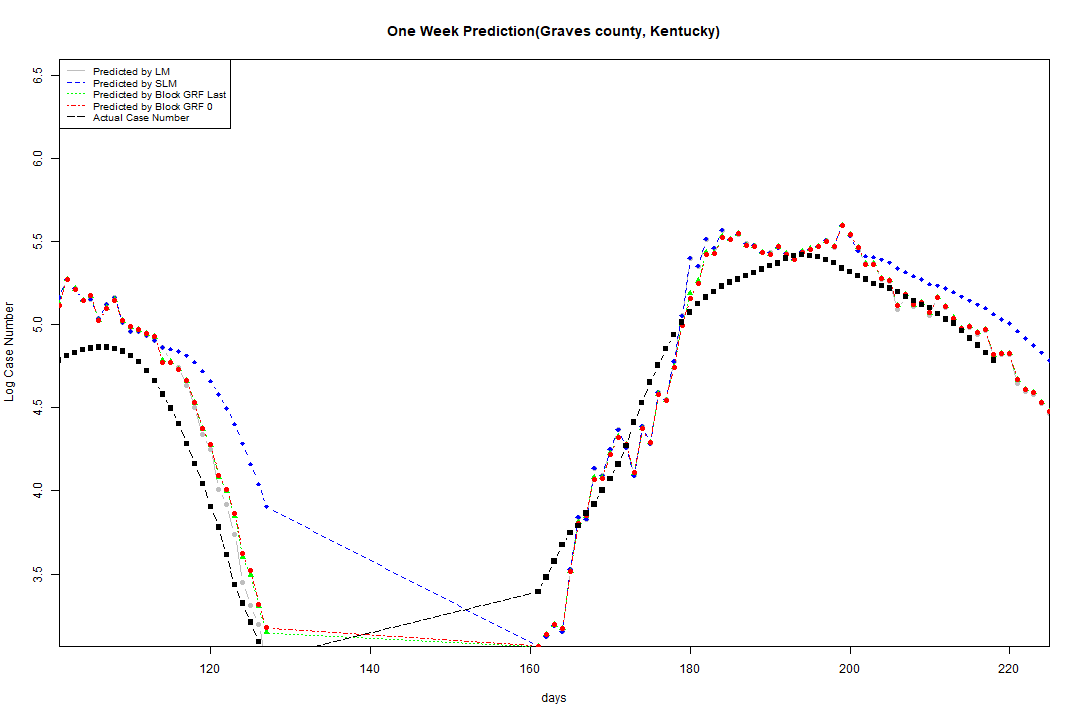 One Week Prediction(Graves county, Kentucky)
Predicted by LM
Predicted by SLM
Predicted by Block GRF Last
Predicted by Block GRF 0
Actual Case Number
Log Case Number
6.5
6.0
5.5
5.0
4.5
4.0
3.5
120 140 160 180 200 220
days